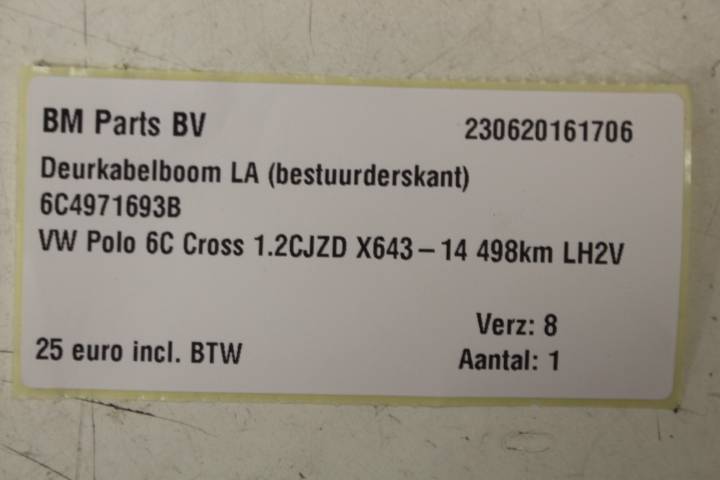 BM Parts BV 230620161706
Deurkabelboom LA (bestuurderskant)
6C4971693B
VW Polo 6C Cross 1.2CJZD X643 – 14 498km LH2V
Verz: 8
25 euro incl. BTW Aantal: 1